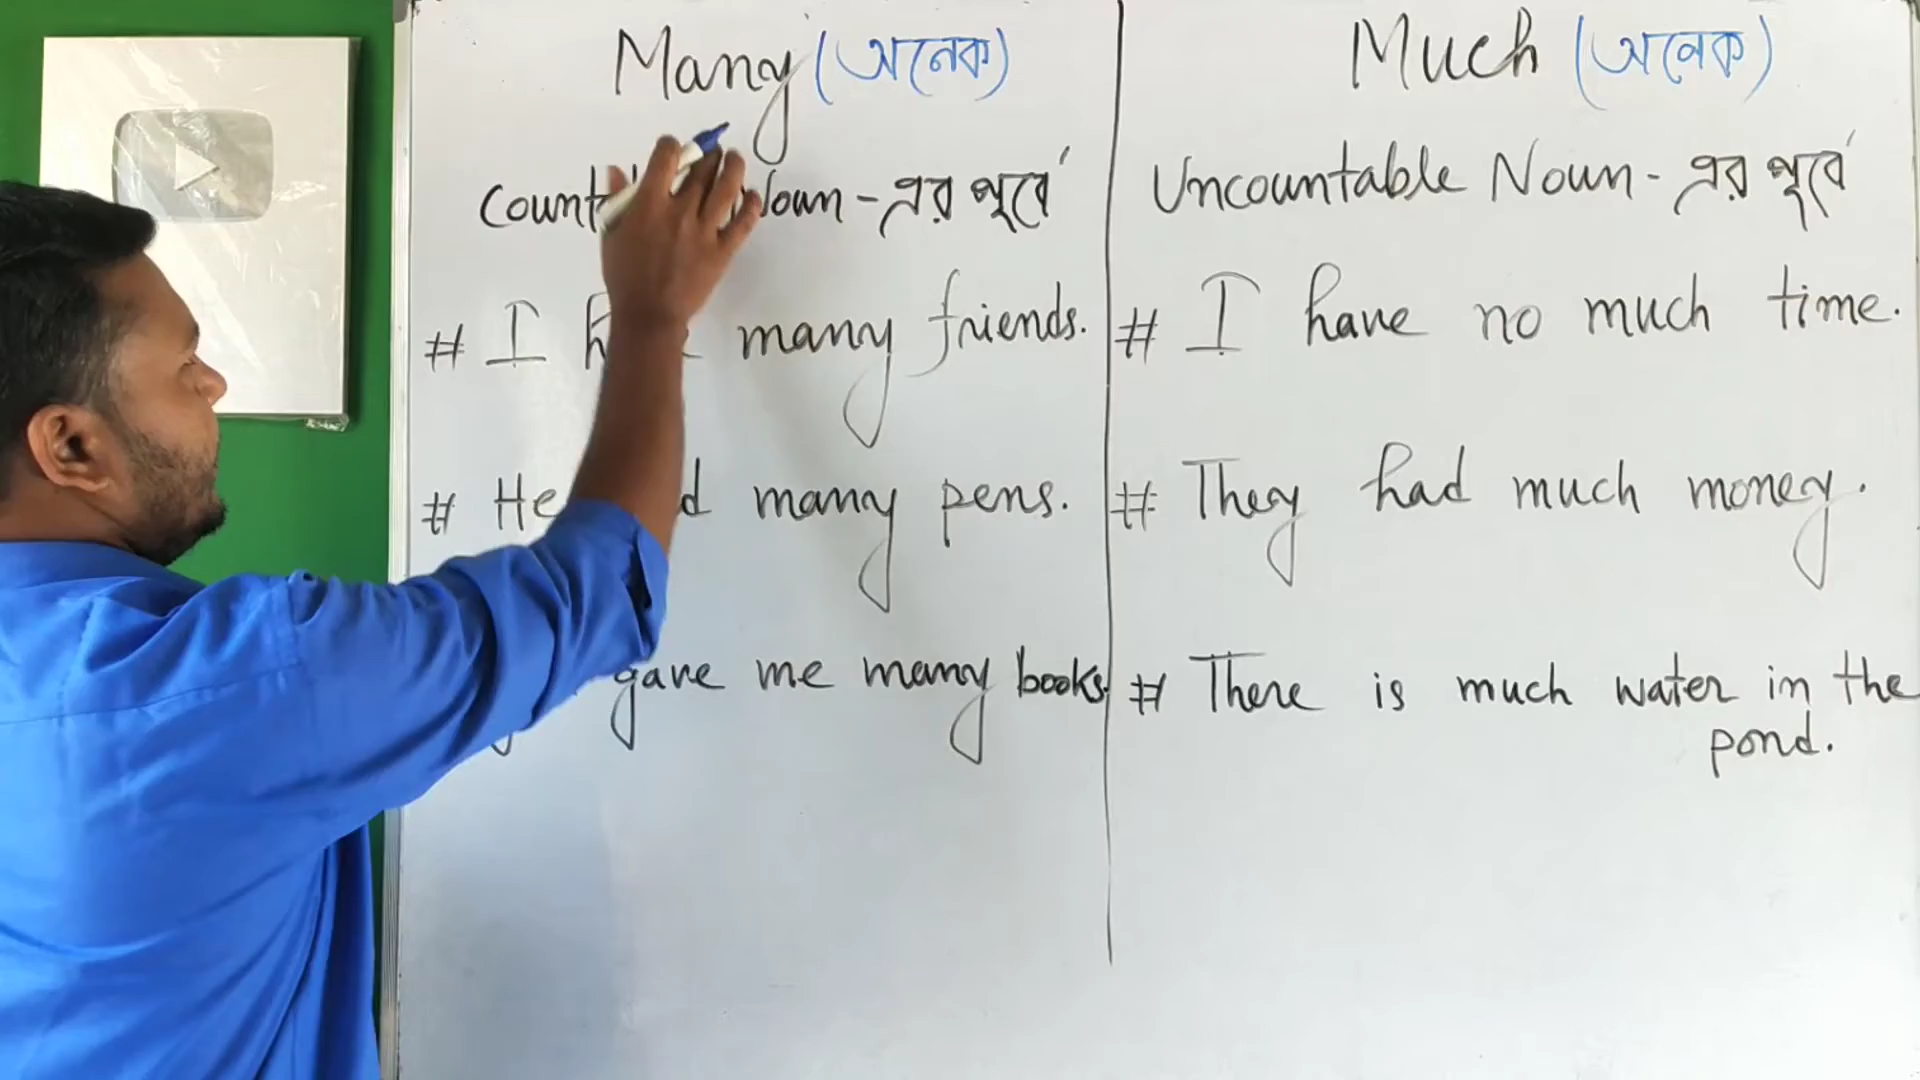 Many (অনেক)
Noun - এর পূর্বে
# I many friends.
# He many pens.
gave me many books.
Much (অনেক)
Uncountable Noun - এর পূর্বে
# I have no much time.
# They had much money.
# There is much water in the
pond.